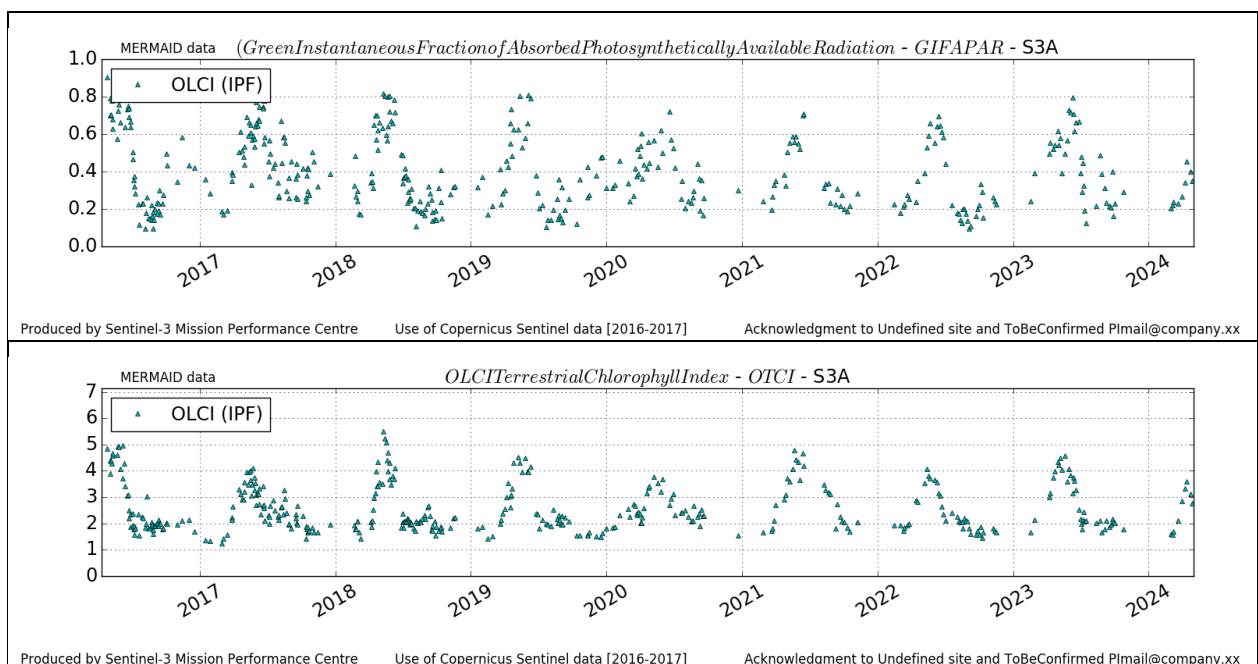 MERMAID data (GreenInstantaneousFractionofAbsorbedPhotosyntheticallyAvailableRadiation - GIFAPAR - S3A
1.0
OLCI (IPF)
0.8
0.6
0.4
0.2
0.0
2017 2018 2019 2020 2021 2022 2023 2024
Produced by Sentinel-3 Mission Performance Centre Use of Copernicus Sentinel data [2016-2017] Acknowledgment to Undefined site and ToBeConfirmed PImail@company.xx
MERMAID data OLCITerrestrialChlorophyllIndex - OTCI - S3A
7
OLCI (IPF)
6
5
4
3
2
1
0
2017 2018 2019 2020 2021 2022 2023 2024
Produced by Sentinel-3 Mission Performance Centre Use of Copernicus Sentinel data [2016-2017] Acknowledgment to Undefined site and ToBeConfirmed PImail@company.xx